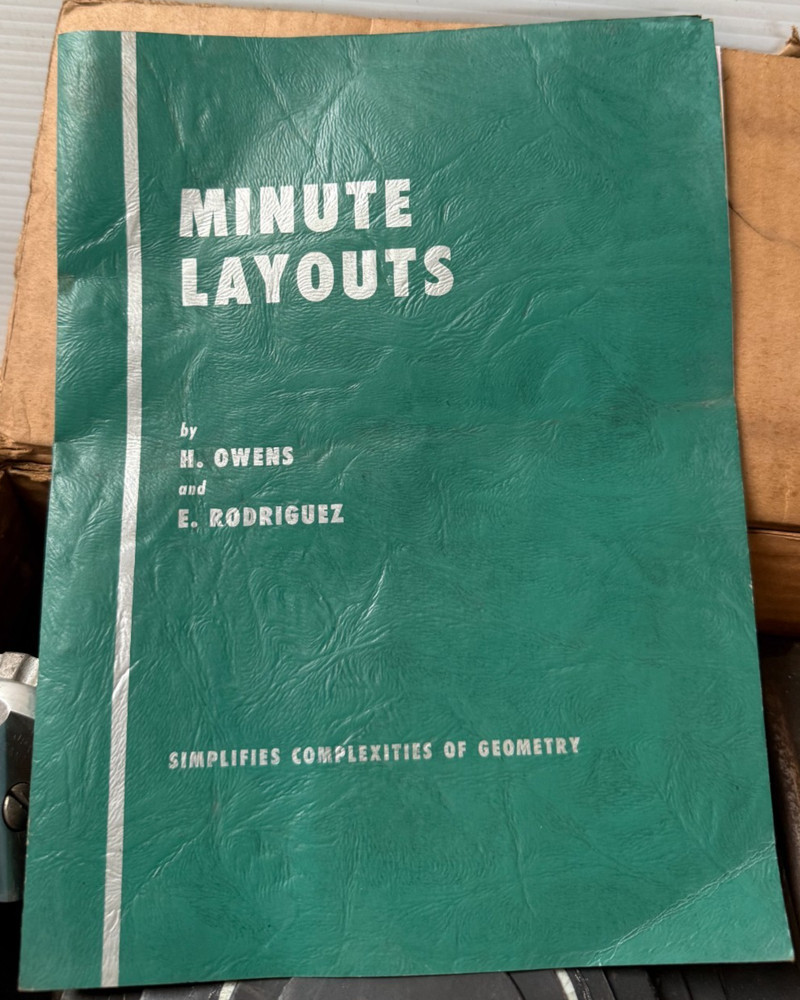 MINUTE
LAYOUTS
by
H. OWENS
and
E. RODRIGUEZ
SIMPLIFIES COMPLEXITIES OF GEOMETRY